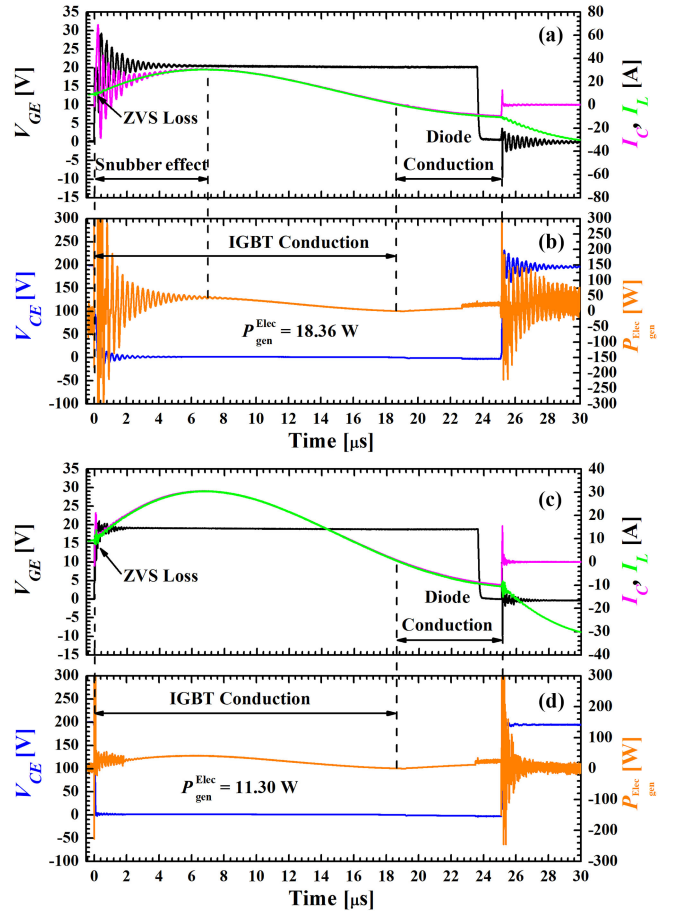 35
30
25
20
15
10
5
0
-5
-10
15
V_GE [V]
(a)
ZVS Loss
Snubber effect
Diode
Conduction
80
60
40
20
0
-20
-40
-60
-80
I_C, I_L [A]
300
250
200
150
100
50
0
-50
-100
V_CE [V]
IGBT Conduction
(b)
P_gen^Elec = 18.36 W
300
250
200
150
100
50
0
-50
-100
-150
-200
-250
-300
P_gen^Elec [W]
0 2 4 6 8 10 12 14 16 18 20 22 24 26 28 30
Time [μs]
35
30
25
20
15
10
5
0
-5
-10
-15
V_GE [V]
(c)
ZVS Loss
Diode
Conduction
40
30
20
10
0
-10
-20
-30
-40
I_C, I_L [A]
300
250
200
150
100
50
0
-50
-100
V_CE [V]
IGBT Conduction
(d)
P_gen^Elec = 11.30 W
300
200
100
0
-100
-200
-300
P_gen^Elec [W]
0 2 4 6 8 10 12 14 16 18 20 22 24 26 28 30
Time [μs]